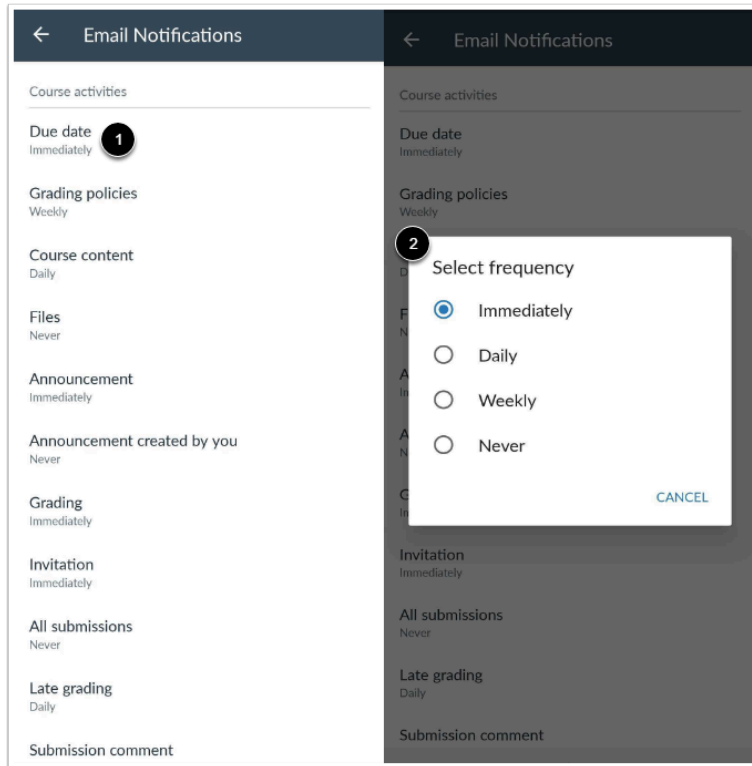 Email Notifications
Course activities
Due date
1
Immediately
Grading policies
Weekly
Course content
Daily
Files
Never
Announcement
Immediately
Announcement created by you
Never
Grading
Immediately
Invitation
Immediately
All submissions
Never
Late grading
Daily
Submission comment
Email Notifications
Course activities
Due date
Immediately
Grading policies
Weekly
2
Select frequency
Immediately
Daily
Weekly
Never
CANCEL
Invitation
Immediately
All submissions
Never
Late grading
Daily
Submission comment